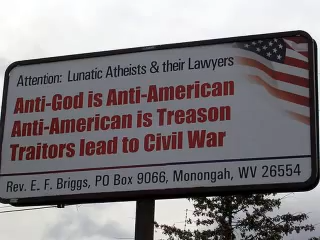 Attention: Lunatic Atheists & their Lawyers
Anti-God is Anti-American
Anti-American is Treason
Traitors lead to Civil War
Rev. E. F. Briggs, PO Box 9066, Monongah, WV 26554